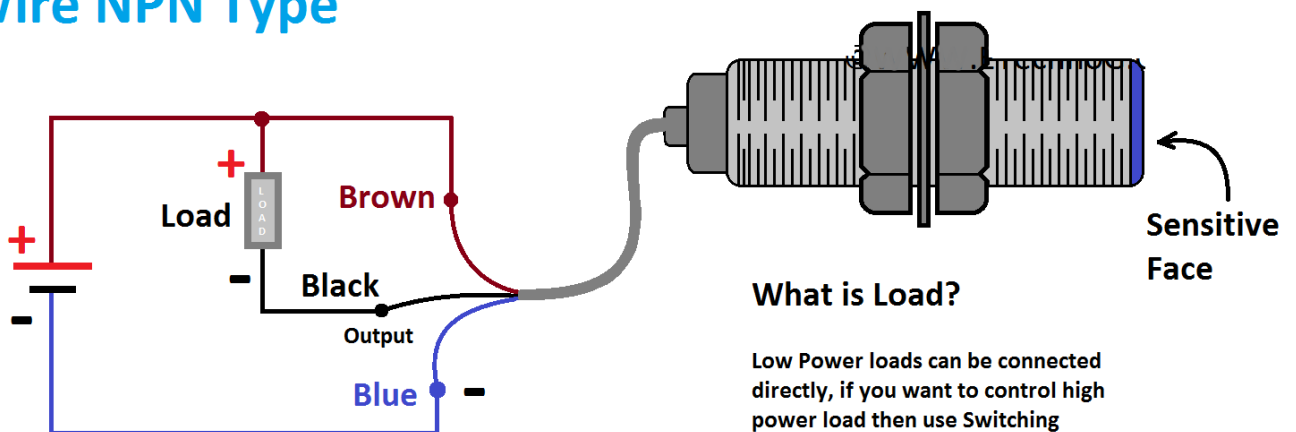 NPN Type
+
Load
LOAD
-
Brown
+
-
Black
Output
Blue
-
Sensitive
Face
What is Load?
Low Power loads can be connected
directly, if you want to control high
power load then use Switching